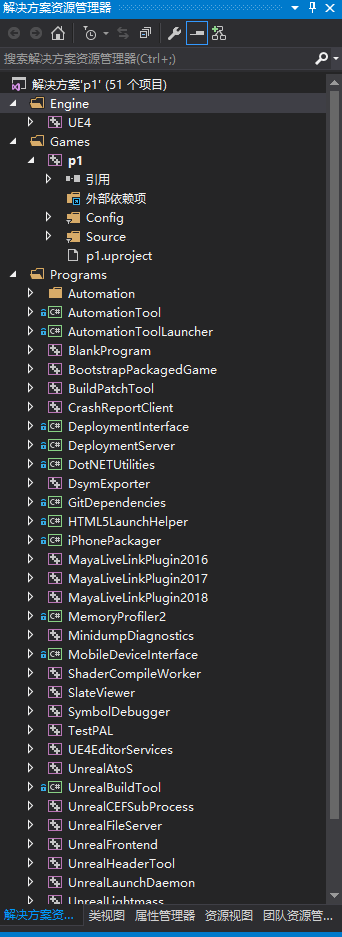 解决方案资源管理器
搜索解决方案资源管理器(Ctrl+;)
解决方案'p1' (51 个项目)
Engine
UE4
Games
p1
引用
外部依赖项
Config
Source
p1.uproject
Programs
Automation
AutomationTool
AutomationToolLauncher
BlankProgram
BootstrapPackagedGame
BuildPatchTool
CrashReportClient
DeploymentInterface
DeploymentServer
DotNETUtilities
DsymExporter
GitDependencies
HTML5LaunchHelper
iPhonePackager
MayaLiveLinkPlugin2016
MayaLiveLinkPlugin2017
MayaLiveLinkPlugin2018
MemoryProfiler2
MinidumpDiagnostics
MobileDeviceInterface
ShaderCompileWorker
SlateViewer
SymbolDebugger
TestPAL
UE4EditorServices
UnrealAtoS
UnrealBuildTool
UnrealCEFSubProcess
UnrealFileServer
UnrealFrontend
UnrealHeaderTool
UnrealLaunchDaemon
UnrealLightmass
解决方案资... 类视图 属性管理器 资源视图 团队资源管...